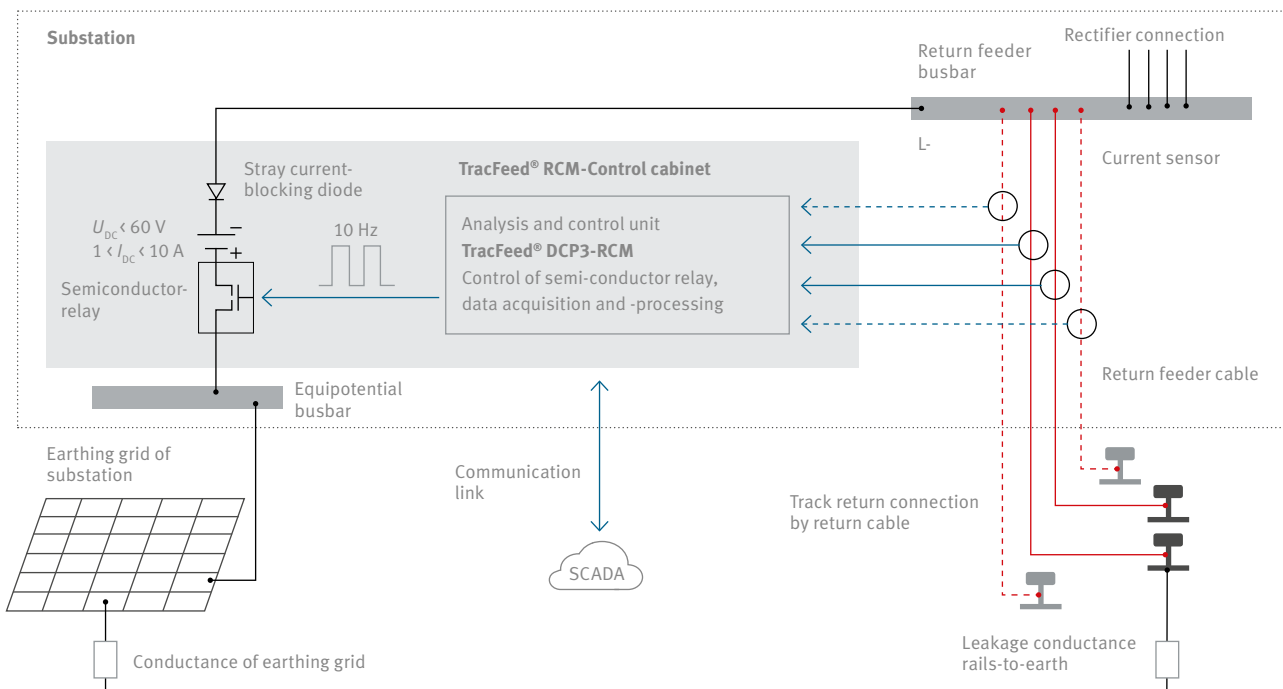 Substation
Return feeder
busbar
Rectifier connection
L-
Current sensor
Stray current-
blocking diode
TracFeed® RCM-Control cabinet
U_DC < 60 V
1 < I_DC < 10 A
–
+
10 Hz
Analysis and control unit
TracFeed® DCP3-RCM
Control of semi-conductor relay,
data acquisition and -processing
Semiconductor-
relay
Equipotential
busbar
Return feeder cable
Earthing grid of
substation
Communication
link
Track return connection
by return cable
SCADA
Conductance of earthing grid
Leakage conductance
rails-to-earth